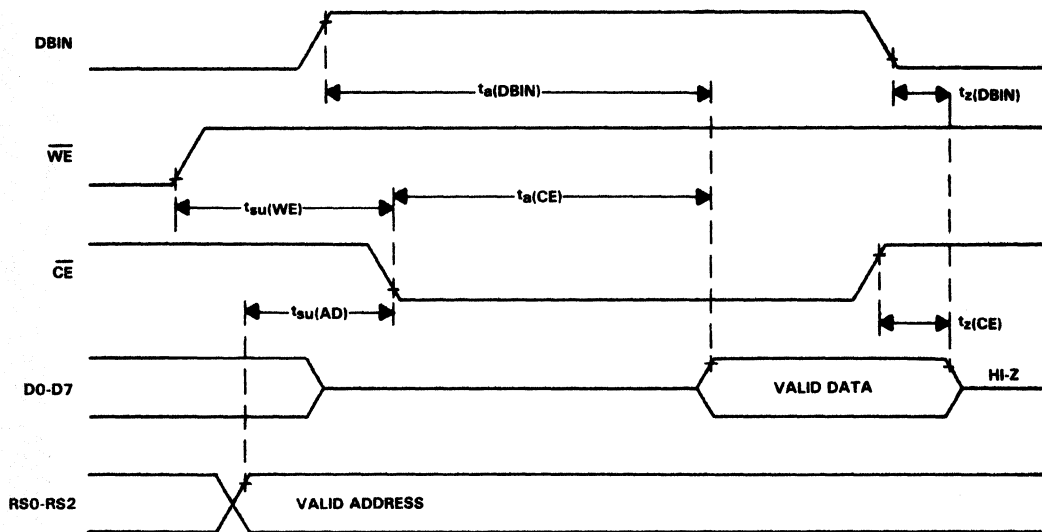 DBIN
ta(DBIN)
tz(DBIN)
WE
tsu(WE)
ta(CE)
CE
tsu(AD)
tz(CE)
D0-D7
VALID DATA
HI-Z
RS0-RS2
VALID ADDRESS